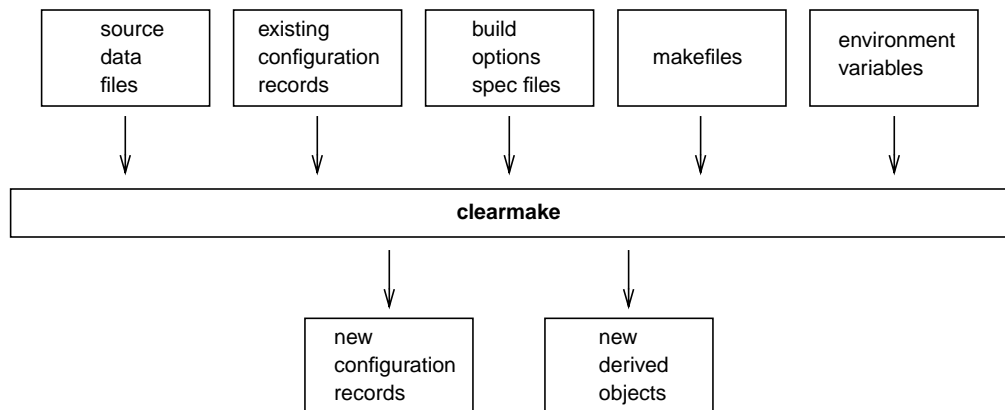 source
data
files
existing
configuration
records
build
options
spec files
makefiles
environment
variables
clearmake
new
configuration
records
new
derived
objects